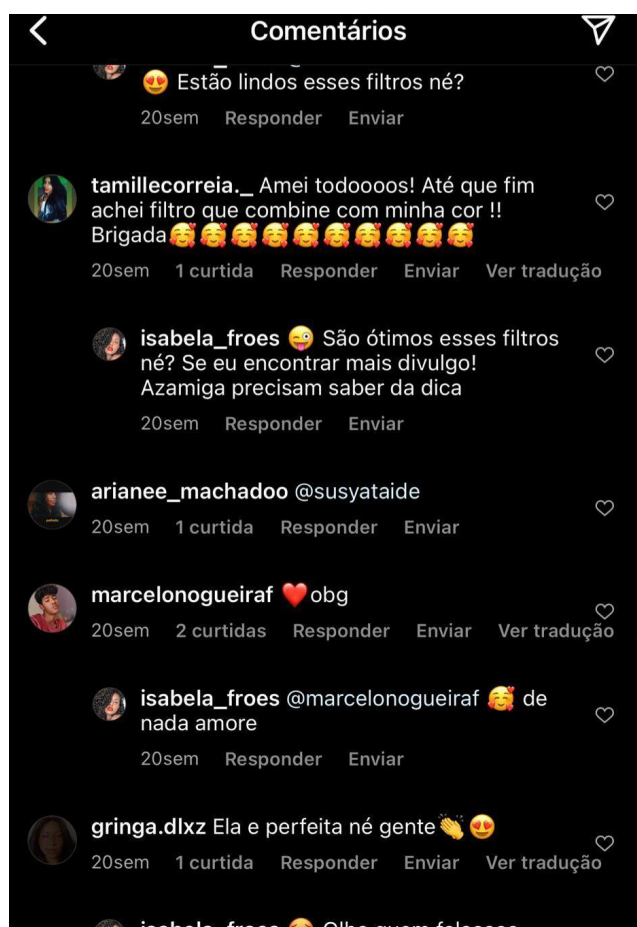 Comentários
😍 Estão lindos esses filtros né?
20sem Responder Enviar
tamillecorreia._ Amei todoooos! Até que fim
achei filtro que combine com minha cor !!
Brigada🥰🥰🥰🥰🥰🥰🥰🥰🥰🥰
20sem 1 curtida Responder Enviar Ver tradução
isabela_froes 😜 São ótimos esses filtros
né? Se eu encontrar mais divulgo!
Azamiga precisam saber da dica
20sem Responder Enviar
arianee_machadoo @susyataide
20sem 1 curtida Responder Enviar
marcelonogueiraf ❤️obg
20sem 2 curtidas Responder Enviar Ver tradução
isabela_froes @marcelonogueiraf 🥰 de
nada amore
20sem Responder Enviar
gringa.dlxz Ela e perfeita né gente👏😍
20sem 1 curtida Responder Enviar Ver tradução